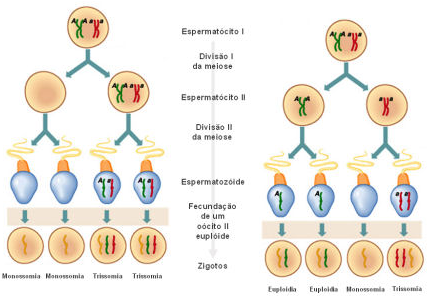 A A a a
Espermatócito I
A A a a
Divisão I
da meiose
A A a a
Espermatócito II
A A
a a
Divisão II
da meiose
A a
A a
Espermatozóide
A
A
a a
Fecundação
de um
oócito II
euplóide
Zigotos
Monossomia
Monossomia
Trissomia
Trissomia
Euploidia
Euploidia
Monossomia
Trissomia